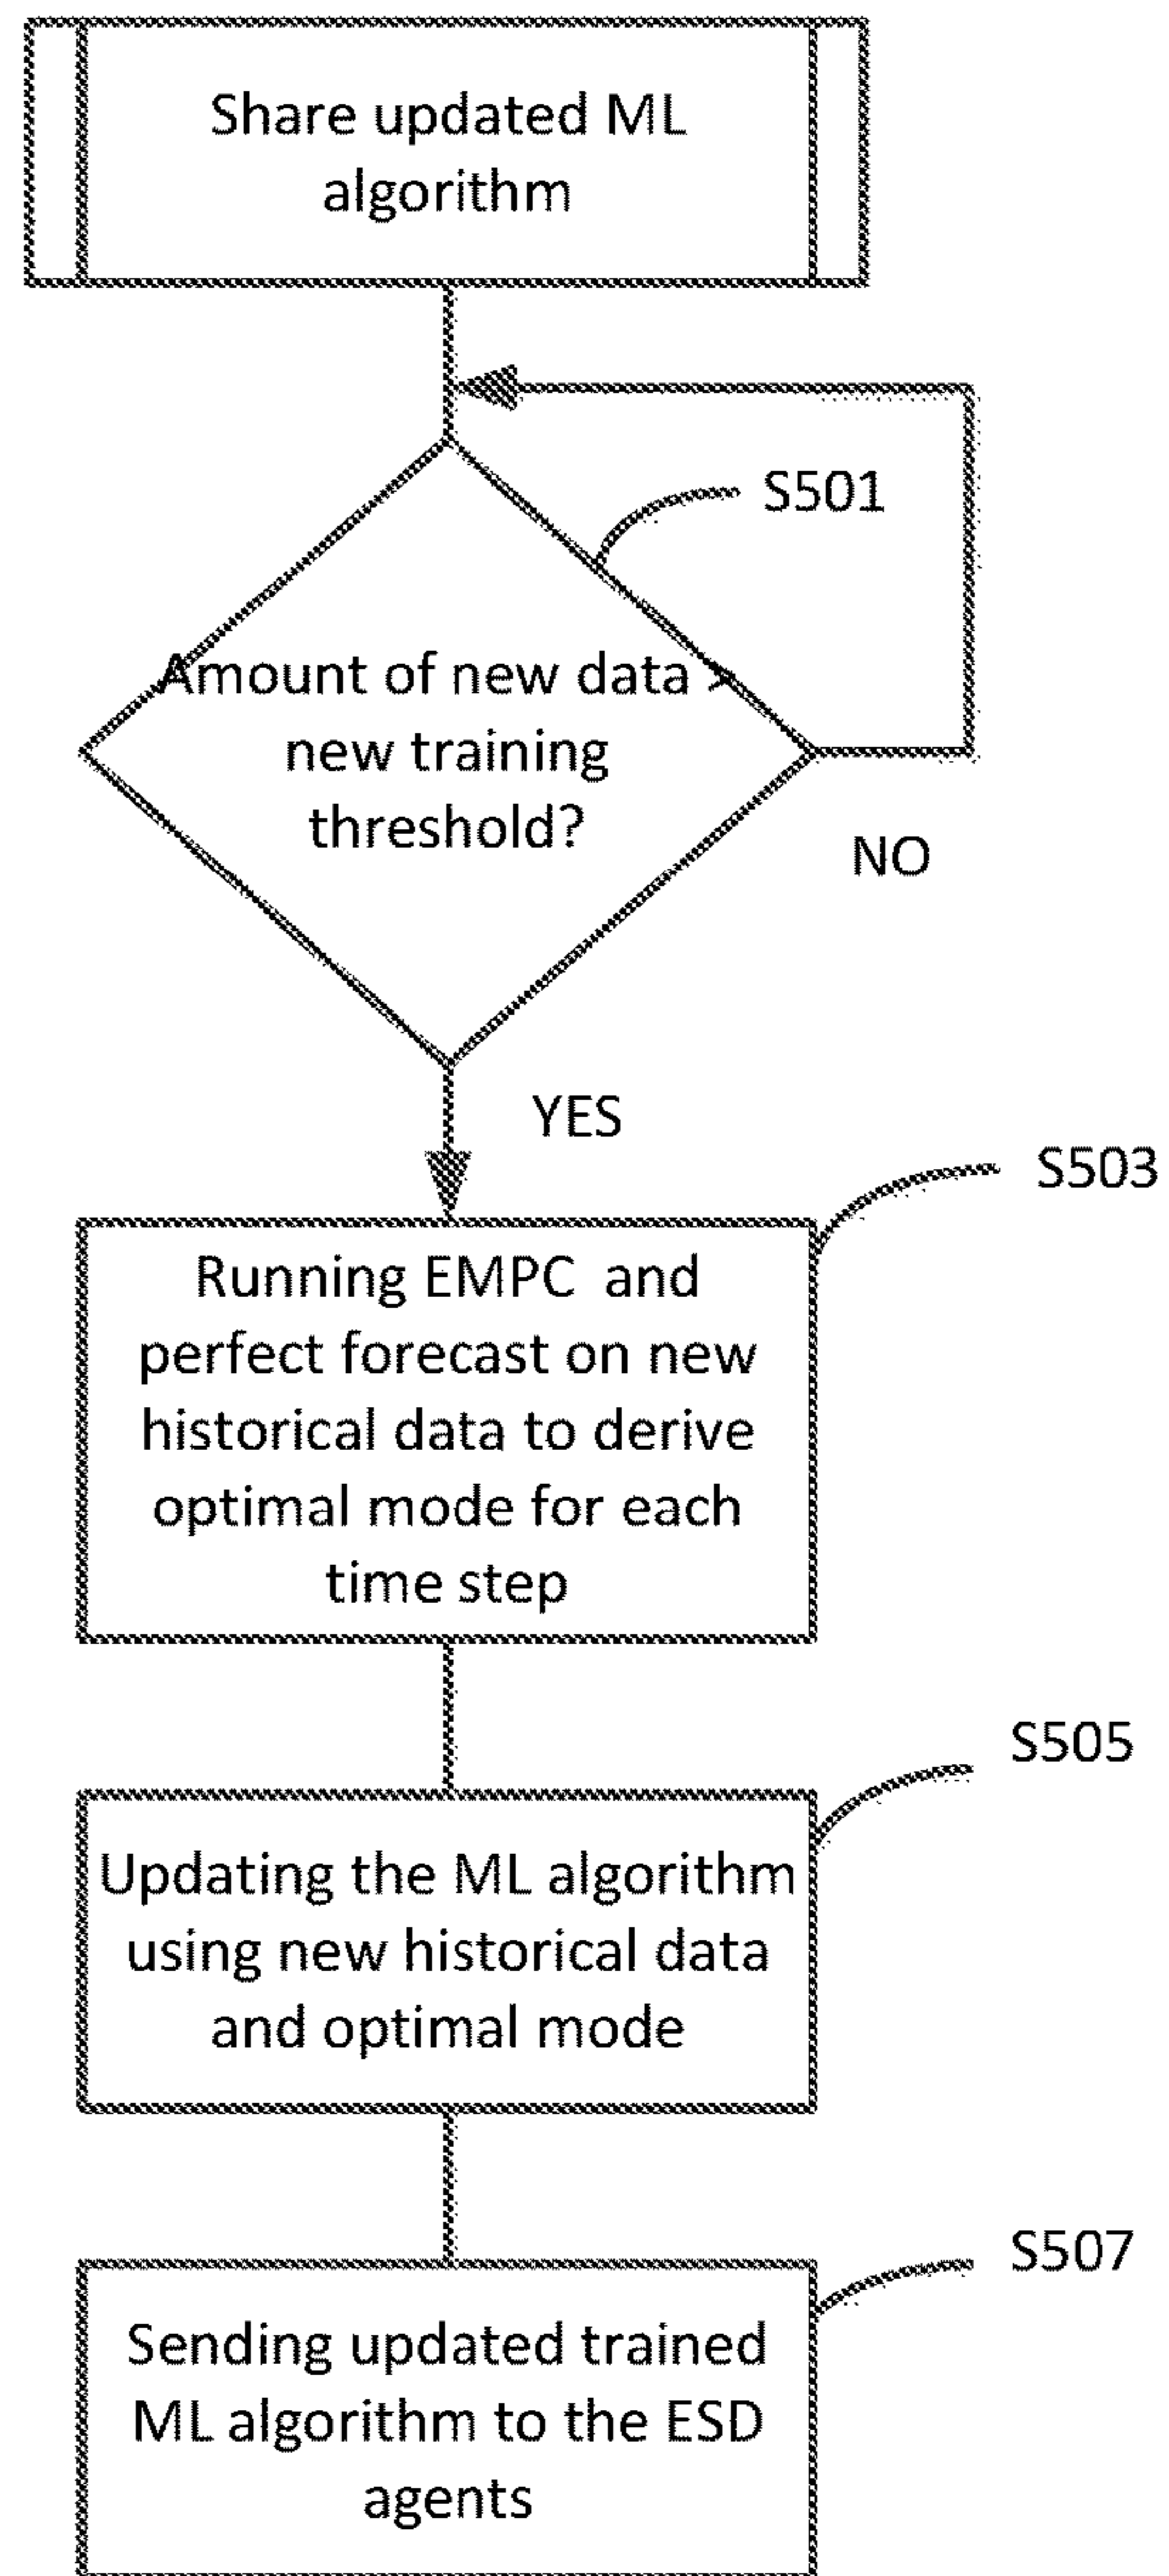 Share updated ML
algorithm
S501
Amount of new data >
new training
threshold?
NO
YES
S503
Running EMPC and
perfect forecast on new
historical data to derive
optimal mode for each
time step
S505
Updating the ML algorithm
using new historical data
and optimal mode
S507
Sending updated trained
ML algorithm to the ESD
agents